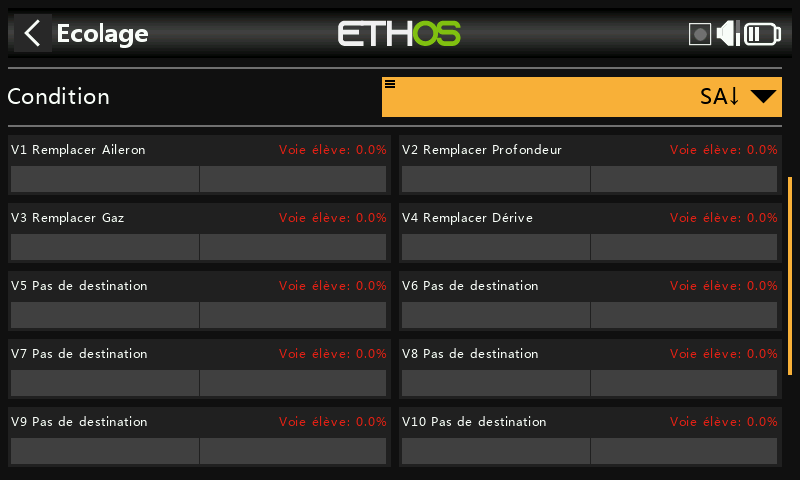 Ecolage
ETHOS
Condition
SA↓
V1 Remplacer Aileron Voie élève: 0.0%
V2 Remplacer Profondeur Voie élève: 0.0%
V3 Remplacer Gaz Voie élève: 0.0%
V4 Remplacer Dérive Voie élève: 0.0%
V5 Pas de destination Voie élève: 0.0%
V6 Pas de destination Voie élève: 0.0%
V7 Pas de destination Voie élève: 0.0%
V8 Pas de destination Voie élève: 0.0%
V9 Pas de destination Voie élève: 0.0%
V10 Pas de destination Voie élève: 0.0%